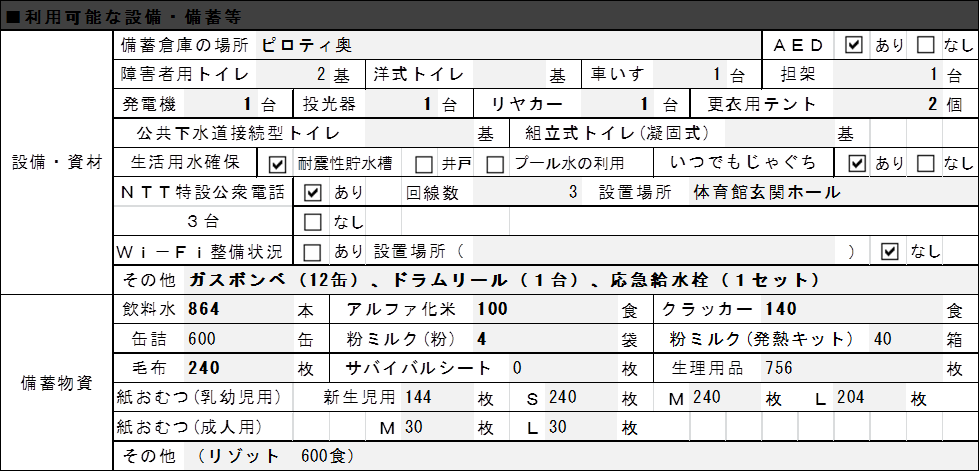 ■利用可能な設備・備蓄等
備蓄倉庫の場所 ピロティ奥 ＡＥＤ ☑ あり □ なし
障害者用トイレ 2 基 洋式トイレ 基 車いす 1 台 担架 1 台
発電機 1 台 投光器 1 台 リヤカー 1 台 更衣用テント 2 個
公共下水道接続型トイレ 基 組立式トイレ(凝固式) 基
設備・資材 生活用水確保 ☑ 耐震性貯水槽 □ 井戸 □ プール水の利用 いつでもじゃぐち ☑ あり □ なし
ＮＴＴ特設公衆電話 ☑ あり 回線数 3 設置場所 体育館玄関ホール
３台 □ なし
Ｗｉ－Ｆｉ整備状況 □ あり 設置場所（ ） ☑ なし
その他 ガスボンベ（12缶）、ドラムリール（１台）、応急給水栓（１セット）
飲料水 864 本 アルファ化米 100 食 クラッカー 140 食
缶詰 600 缶 粉ミルク(粉) 4 袋 粉ミルク(発熱キット) 40 箱
備蓄物資 毛布 240 枚 サバイバルシート 0 枚 生理用品 756 枚
紙おむつ(乳幼児用) 新生児用 144 枚 Ｓ 240 枚 Ｍ 240 枚 Ｌ 204 枚
紙おむつ(成人用) Ｍ 30 枚 Ｌ 30 枚
その他 （リゾット 600食）